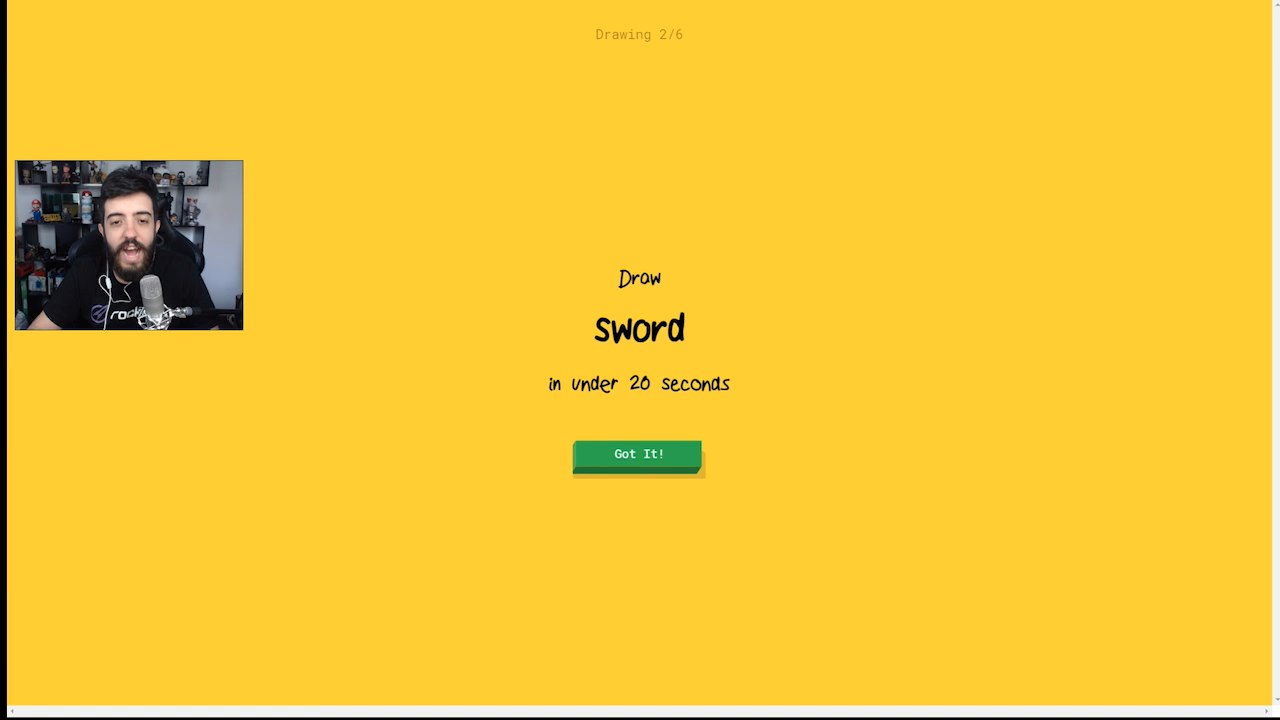 Drawing 2/6
Draw
sword
in under 20 seconds
Got It!